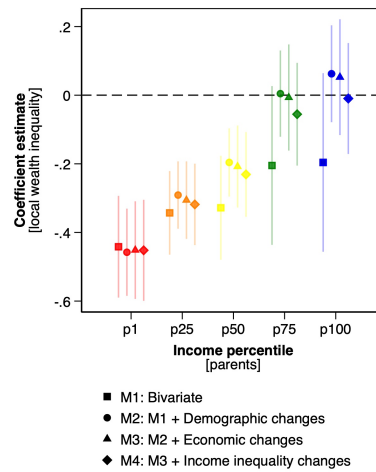 Coefficient estimate
[local wealth inequality]
.2
0
-.2
-.4
-.6
p1 p25 p50 p75 p100
Income percentile
[parents]
M1: Bivariate
M2: M1 + Demographic changes
M3: M2 + Economic changes
M4: M3 + Income inequality changes